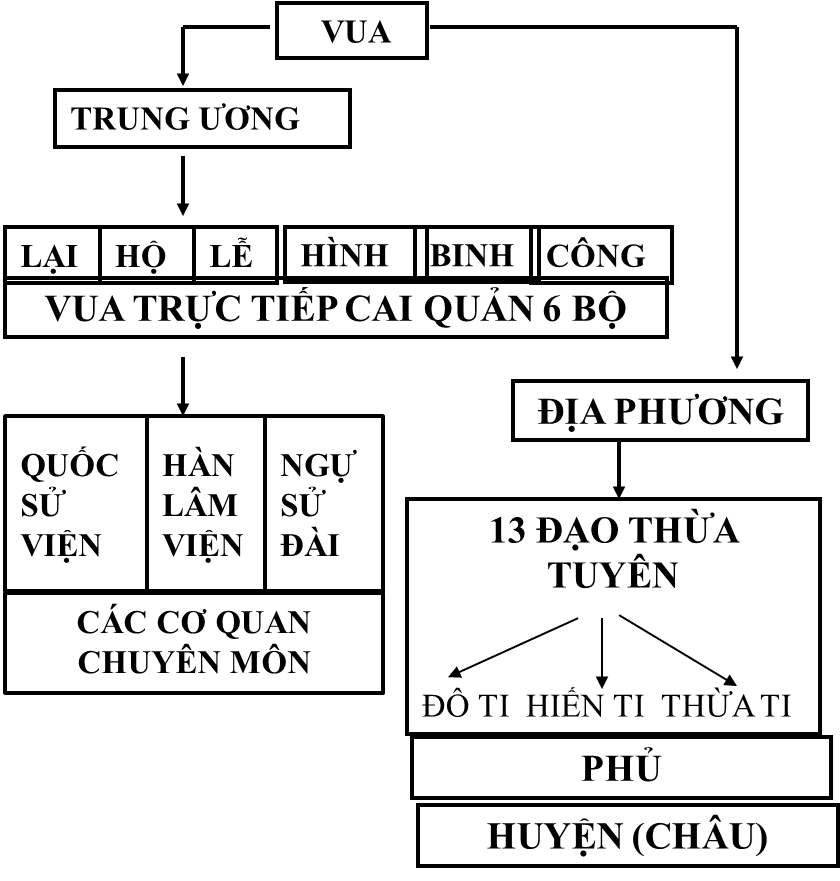 VUA
TRUNG ƯƠNG
LẠI HỘ LỄ HÌNH BINH CÔNG
VUA TRỰC TIẾP CAI QUẢN 6 BỘ
QUỐC
SỬ
VIỆN
HÀN
LÂM
VIỆN
NGỰ
SỬ
ĐÀI
CÁC CƠ QUAN
CHUYÊN MÔN
ĐỊA PHƯƠNG
13 ĐẠO THỪA
TUYÊN
ĐÔ TI HIẾN TI THỪA TI
PHỦ
HUYỆN (CHÂU)